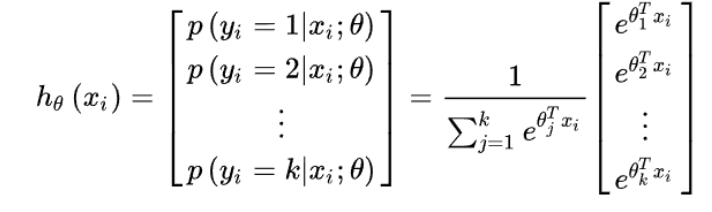 h_θ (x_i) = [ p (y_i = 1|x_i; θ) ; p (y_i = 2|x_i; θ) ; ⋮ ; p (y_i = k|x_i; θ) ] = 1 / ∑_{j=1}^{k} e^{θ_j^T x_i} [ e^{θ_1^T x_i} ; e^{θ_2^T x_i} ; ⋮ ; e^{θ_k^T x_i} ]